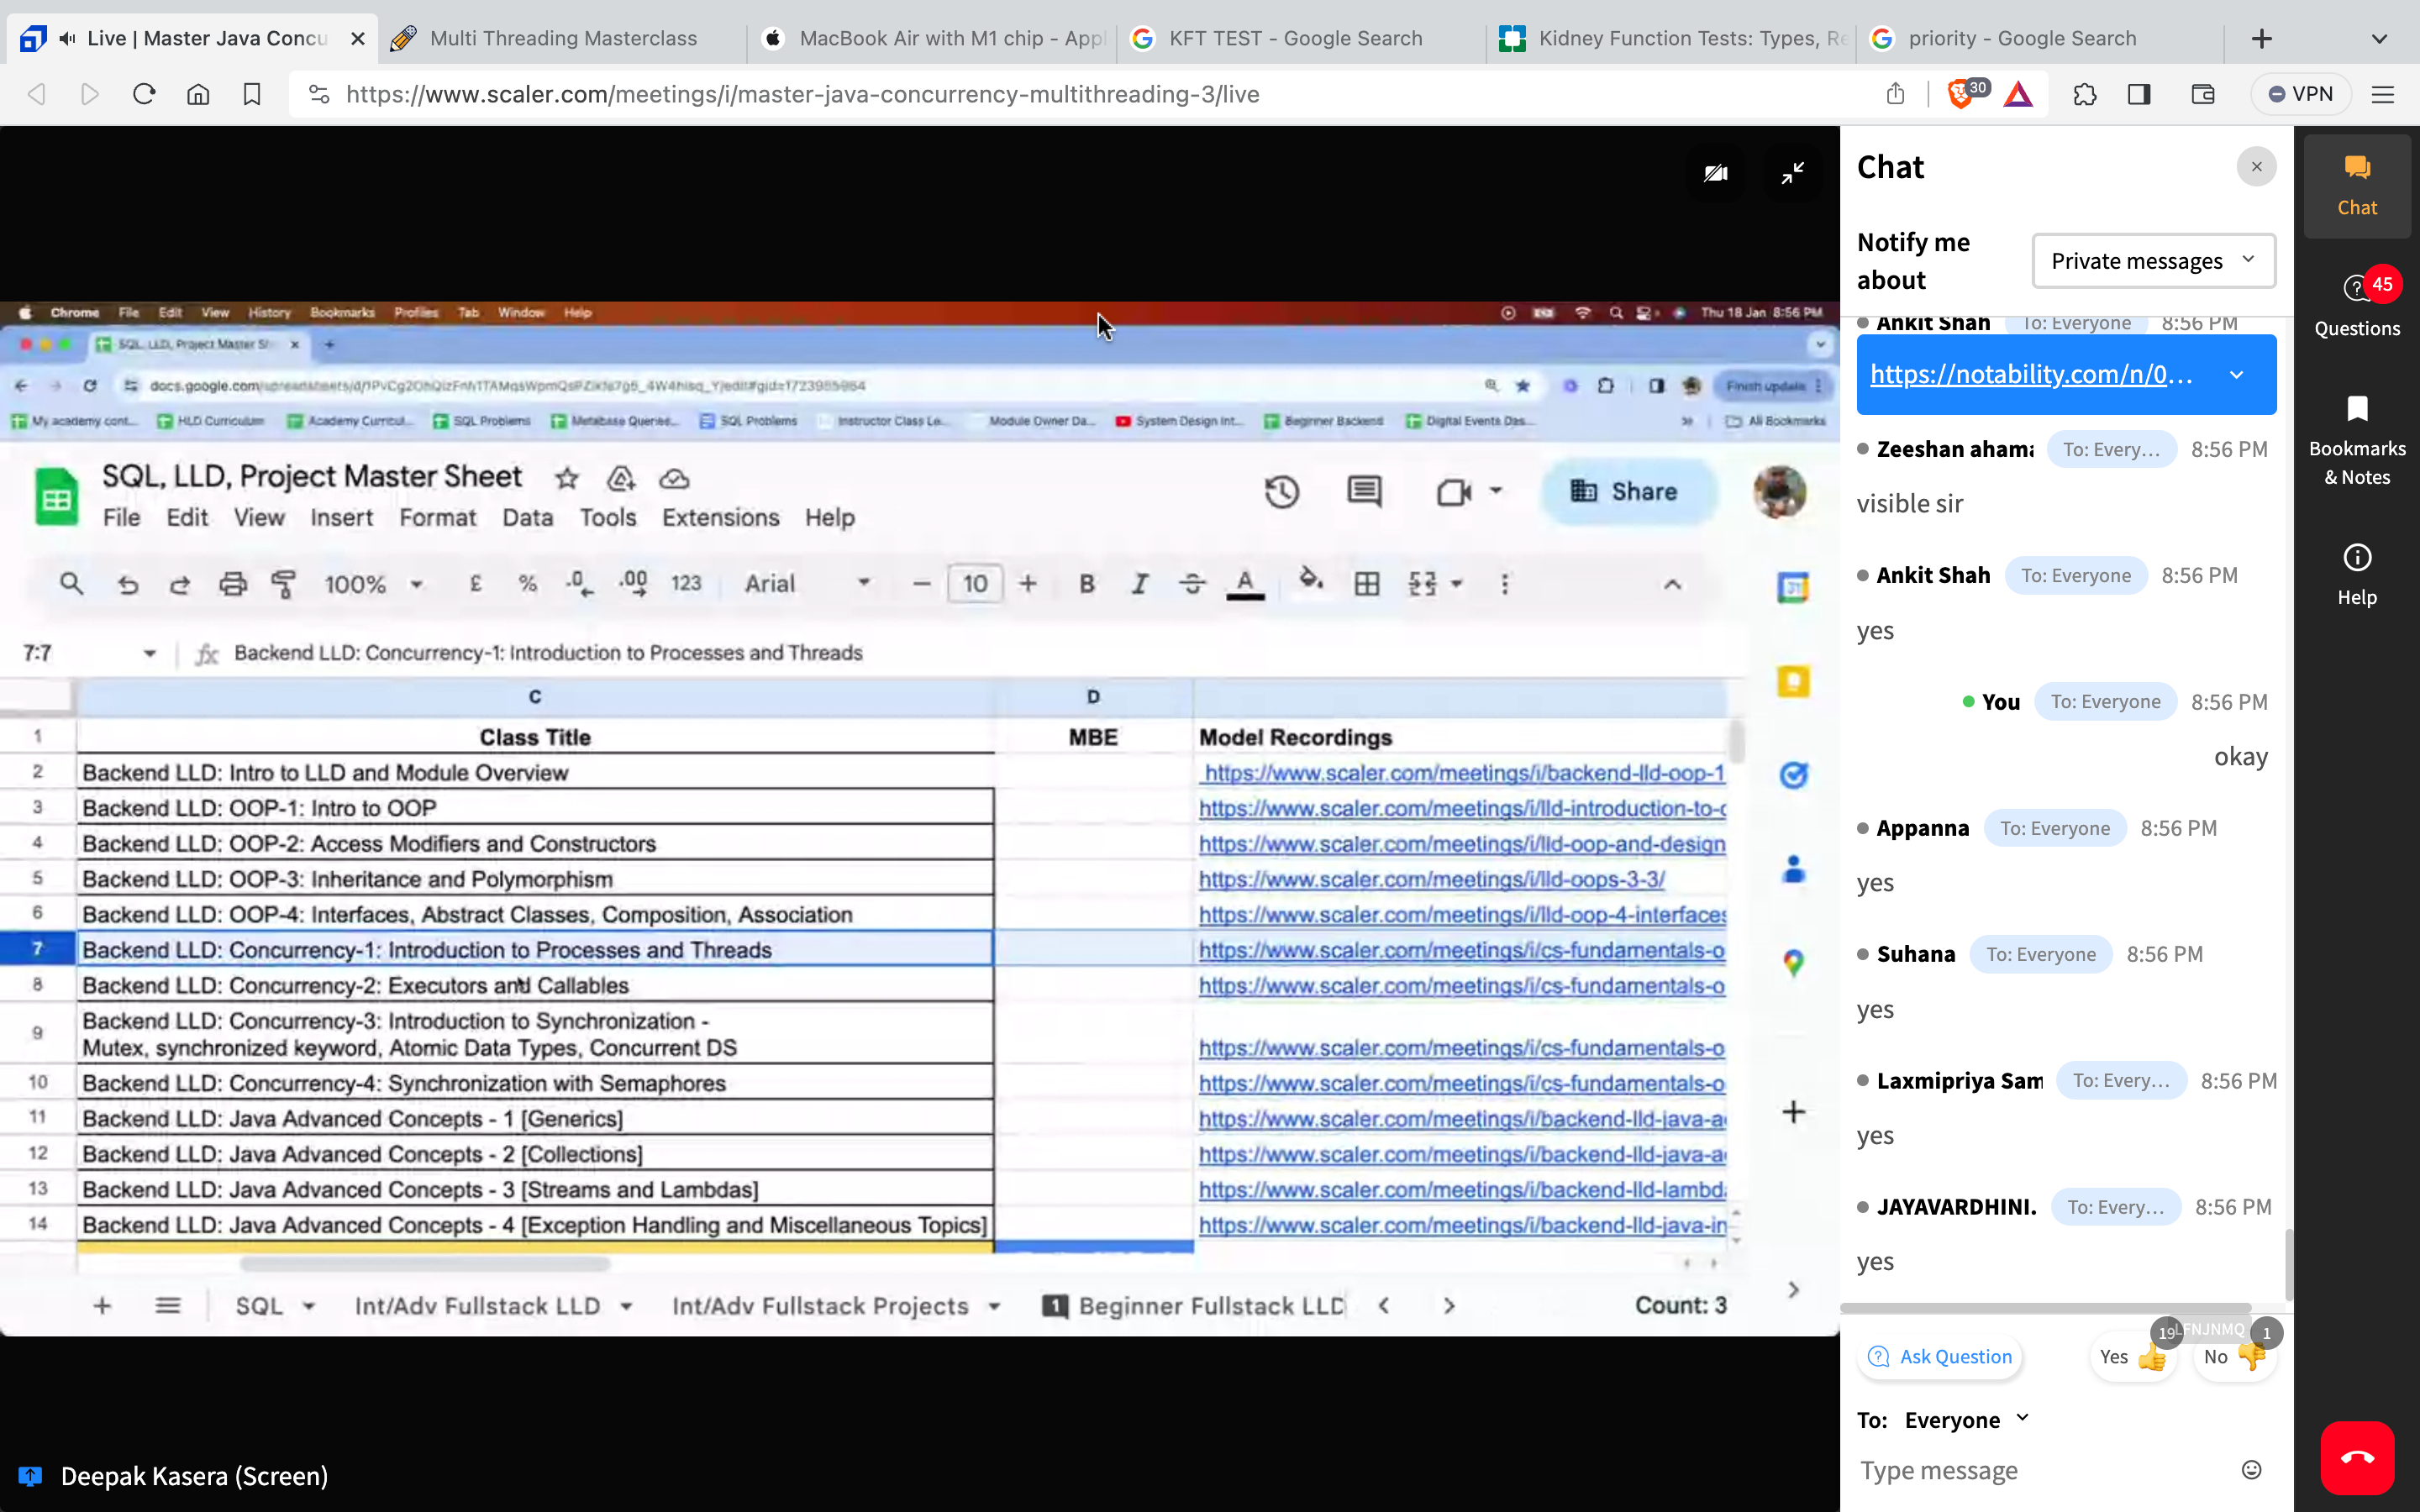 Live | Master Java Concu
Multi Threading Masterclass
MacBook Air with M1 chip - Appl
KFT TEST - Google Search
Kidney Function Tests: Types, Re
priority - Google Search
https://www.scaler.com/meetings/i/master-java-concurrency-multithreading-3/live
30
VPN
Chrome File Edit View History Bookmarks Profiles Tab Window Help
Thu 18 Jan 8:56 PM
SQL, LLD, Project Master S
Finish update
My academy cont...
HLD Curriculum
Academy Curricul...
SQL Problems
Metabase Queries...
SQL Problems
Instructor Class Le...
Module Owner Da...
System Design Int...
Beginner Backend
Digital Events Das...
All Bookmarks
SQL, LLD, Project Master Sheet
File Edit View Insert Format Data Tools Extensions Help
Share
100% £ % .0 .00 123 Arial 10 B I A
7:7 fx Backend LLD: Concurrency-1: Introduction to Processes and Threads
C D
1 Class Title MBE Model Recordings
2 Backend LLD: Intro to LLD and Module Overview https://www.scaler.com/meetings/i/backend-lld-oop-1
3 Backend LLD: OOP-1: Intro to OOP https://www.scaler.com/meetings/i/lld-introduction-to-o
4 Backend LLD: OOP-2: Access Modifiers and Constructors https://www.scaler.com/meetings/i/lld-oop-and-design
5 Backend LLD: OOP-3: Inheritance and Polymorphism https://www.scaler.com/meetings/i/lld-oops-3-3/
6 Backend LLD: OOP-4: Interfaces, Abstract Classes, Composition, Association https://www.scaler.com/meetings/i/lld-oop-4-interfaces
7 Backend LLD: Concurrency-1: Introduction to Processes and Threads https://www.scaler.com/meetings/i/cs-fundamentals-o
8 Backend LLD: Concurrency-2: Executors and Callables https://www.scaler.com/meetings/i/cs-fundamentals-o
9 Backend LLD: Concurrency-3: Introduction to Synchronization -
Mutex, synchronized keyword, Atomic Data Types, Concurrent DS https://www.scaler.com/meetings/i/cs-fundamentals-o
10 Backend LLD: Concurrency-4: Synchronization with Semaphores https://www.scaler.com/meetings/i/cs-fundamentals-o
11 Backend LLD: Java Advanced Concepts - 1 [Generics] https://www.scaler.com/meetings/i/backend-lld-java-a
12 Backend LLD: Java Advanced Concepts - 2 [Collections] https://www.scaler.com/meetings/i/backend-lld-java-a
13 Backend LLD: Java Advanced Concepts - 3 [Streams and Lambdas] https://www.scaler.com/meetings/i/backend-lld-lambd
14 Backend LLD: Java Advanced Concepts - 4 [Exception Handling and Miscellaneous Topics] https://www.scaler.com/meetings/i/backend-lld-java-in
SQL
Int/Adv Fullstack LLD
Int/Adv Fullstack Projects
1 Beginner Fullstack LLD
Count: 3
Deepak Kasera (Screen)
Chat
Notify me
about
Private messages
Ankit Shah To: Everyone 8:56 PM
https://notability.com/n/0...
Zeeshan ahama To: Every... 8:56 PM
visible sir
Ankit Shah To: Everyone 8:56 PM
yes
You To: Everyone 8:56 PM
okay
Appanna To: Everyone 8:56 PM
yes
Suhana To: Everyone 8:56 PM
yes
Laxmipriya Sam To: Every... 8:56 PM
yes
JAYAVARDHINI. To: Every... 8:56 PM
yes
Ask Question
Yes 19
LFNJNMQ
No 1
To: Everyone
Type message
Chat
45
Questions
Bookmarks
& Notes
Help